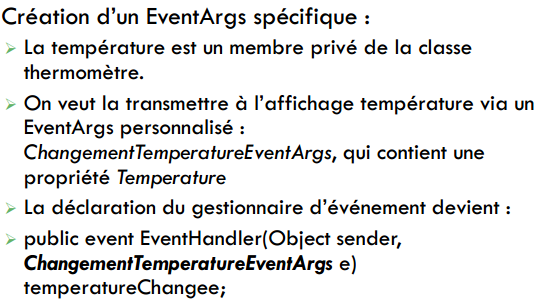 Création d’un EventArgs spécifique :
➢ La température est un membre privé de la classe
thermomètre.
➢ On veut la transmettre à l’affichage température via un
EventArgs personnalisé :
ChangementTemperatureEventArgs, qui contient une
propriété Temperature
➢ La déclaration du gestionnaire d’événement devient :
➢ public event EventHandler(Object sender,
ChangementTemperatureEventArgs e)
temperatureChangee;